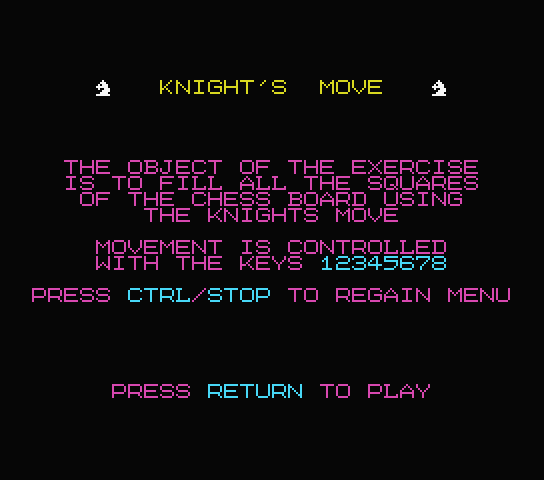 KNIGHT'S MOVE
THE OBJECT OF THE EXERCISE
IS TO FILL ALL THE SQUARES
OF THE CHESS BOARD USING
THE KNIGHTS MOVE
MOVEMENT IS CONTROLLED
WITH THE KEYS 12345678
PRESS CTRL/STOP TO REGAIN MENU
PRESS RETURN TO PLAY